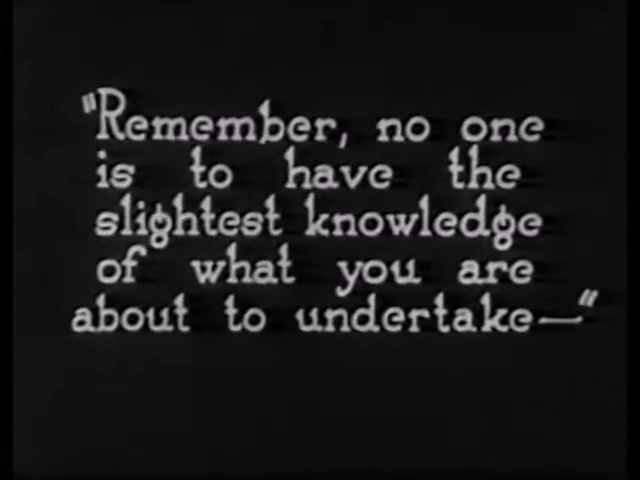 "Remember, no one
is to have the
slightest knowledge
of what you are
about to undertake—"